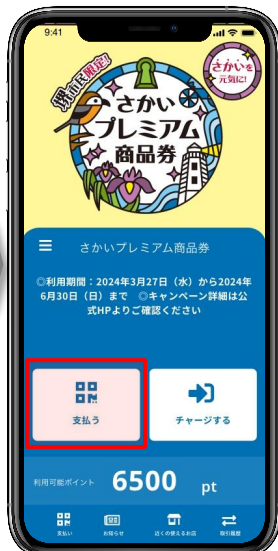 9:41
堺市民限定!
さかいを
元気に!
さかい
プレミアム
商品券
さかいプレミアム商品券
◎利用期間：2024年3月27日（水）から2024年
6月30日（日）まで　◎キャンペーン詳細は公
式HPよりご確認ください
支払う
チャージする
利用可能ポイント 6500 pt
支払い お知らせ 近くの使えるお店 取引履歴